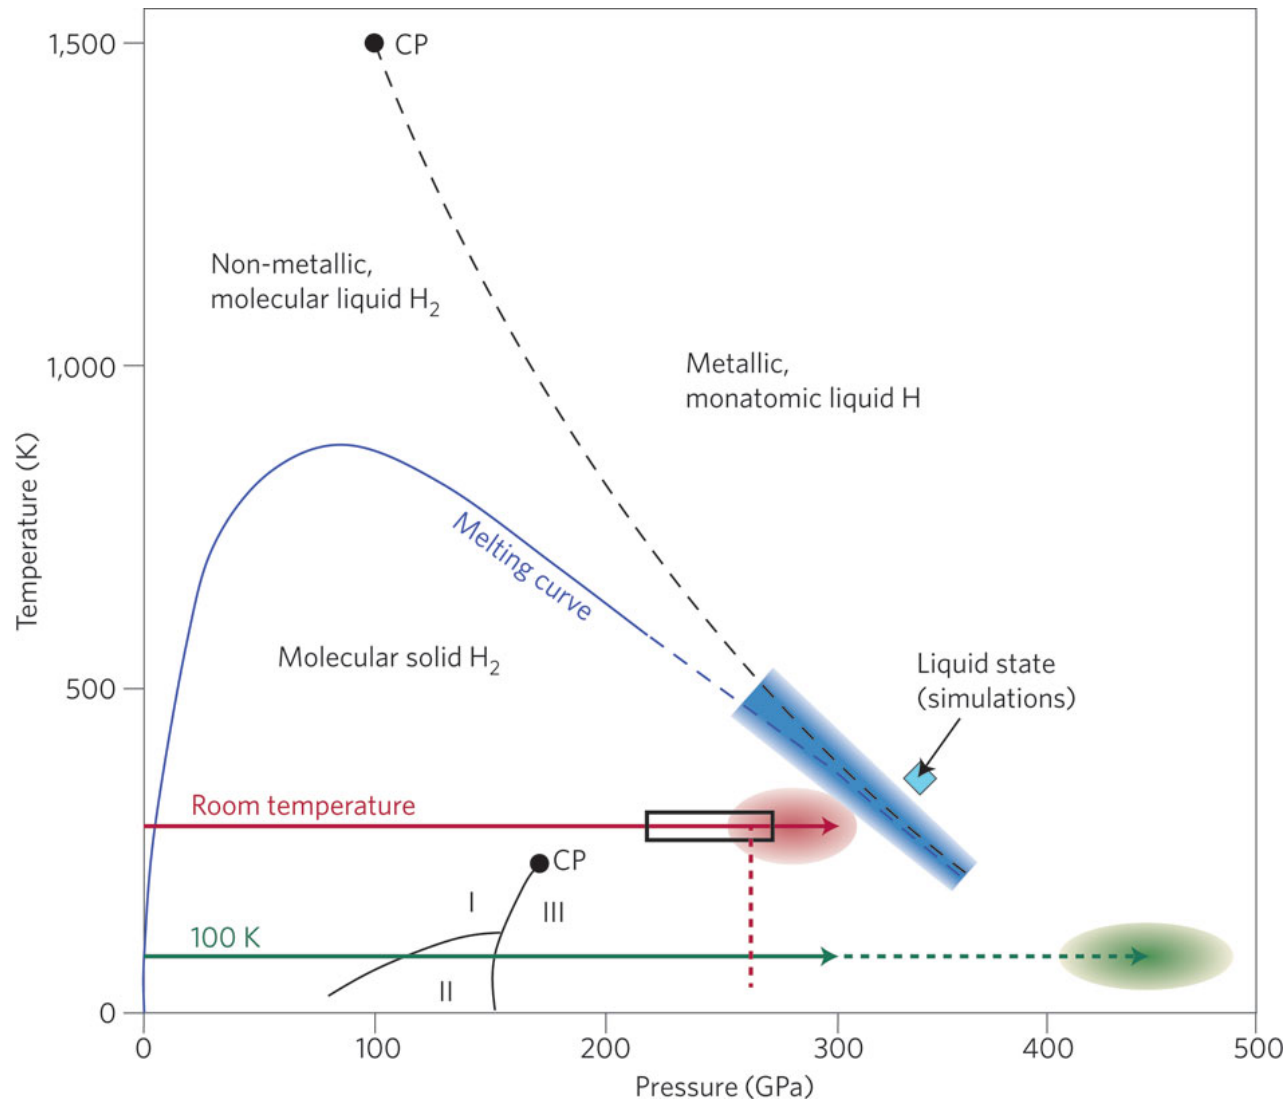 1,500
CP
Non-metallic,
molecular liquid H₂
1,000
Metallic,
monatomic liquid H
Temperature (K)
Melting curve
Molecular solid H₂
500
Liquid state
(simulations)
Room temperature
CP
I
III
100 K
II
0
0
100
200
300
400
500
Pressure (GPa)